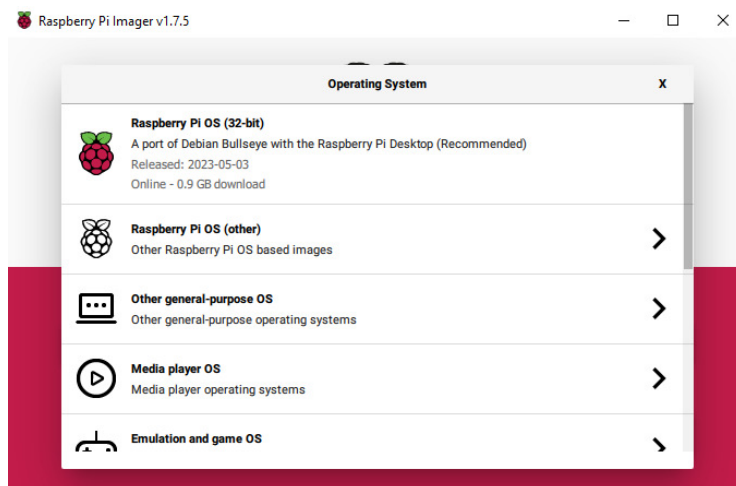 Raspberry Pi Imager v1.7.5
Operating System
X
Raspberry Pi OS (32-bit)
A port of Debian Bullseye with the Raspberry Pi Desktop (Recommended)
Released: 2023-05-03
Online - 0.9 GB download
Raspberry Pi OS (other)
Other Raspberry Pi OS based images
Other general-purpose OS
Other general-purpose operating systems
Media player OS
Media player operating systems
Emulation and game OS